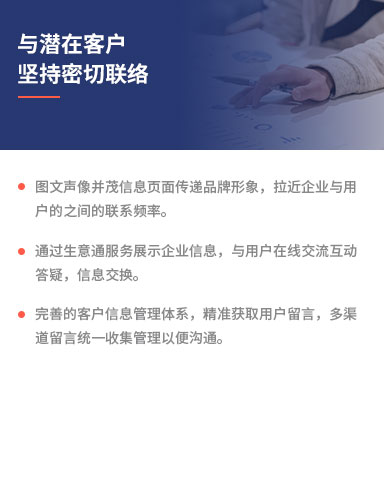 与潜在客户
坚持密切联络
图文声像并茂信息页面传递品牌形象，拉近企业与用
户的之间的联系频率。
通过生意通服务展示企业信息，与用户在线交流互动
答疑，信息交换。
完善的客户信息管理体系，精准获取用户留言，多渠
道留言统一收集管理以便沟通。